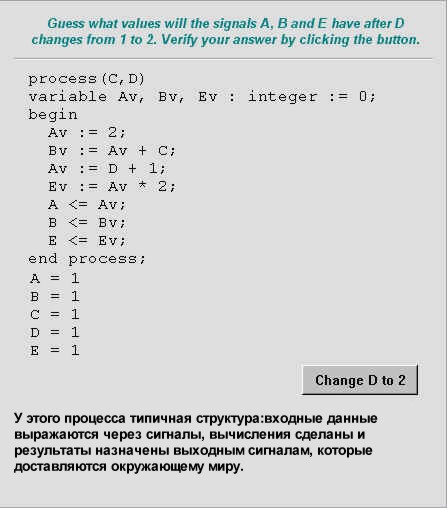 Guess what values will the signals A, B and E have after D
changes from 1 to 2. Verify your answer by clicking the button.
process(C,D)
variable Av, Bv, Ev : integer := 0;
begin
Av := 2;
Bv := Av + C;
Av := D + 1;
Ev := Av * 2;
A <= Av;
B <= Bv;
E <= Ev;
end process;
A = 1
B = 1
C = 1
D = 1
E = 1
Change D to 2
У этого процесса типичная структура:входные данные
выражаются через сигналы, вычисления сделаны и
результаты назначены выходным сигналам, которые
доставляются окружающему миру.